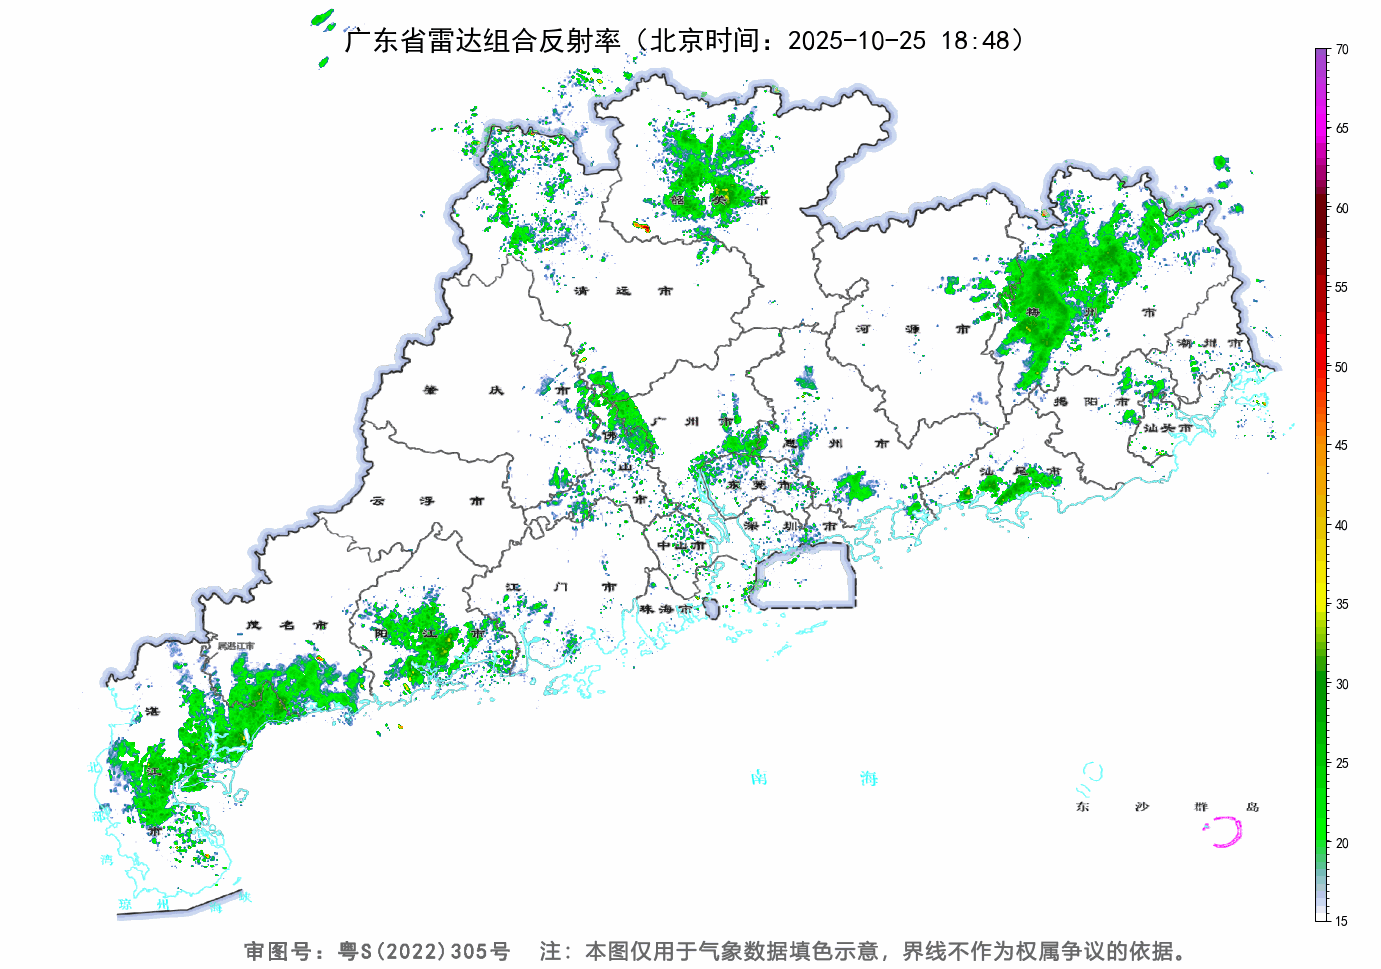 广东省雷达组合反射率（北京时间：2025-10-25 18:48）
70
65
60
55
50
45
40
35
30
25
20
15
韶关市
清远市
河源市
梅州市
潮州市
肇庆市
广州市
佛山市
惠州市
揭阳市
汕头市
汕尾市
云浮市
东莞市
深圳市
中山市
江门市
珠海市
茂名市
阳江市
属湛江市
湛江市
北部湾
南海
东沙群岛
琼州海峡
审图号：粤S(2022)305号 注：本图仅用于气象数据填色示意，界线不作为权属争议的依据。